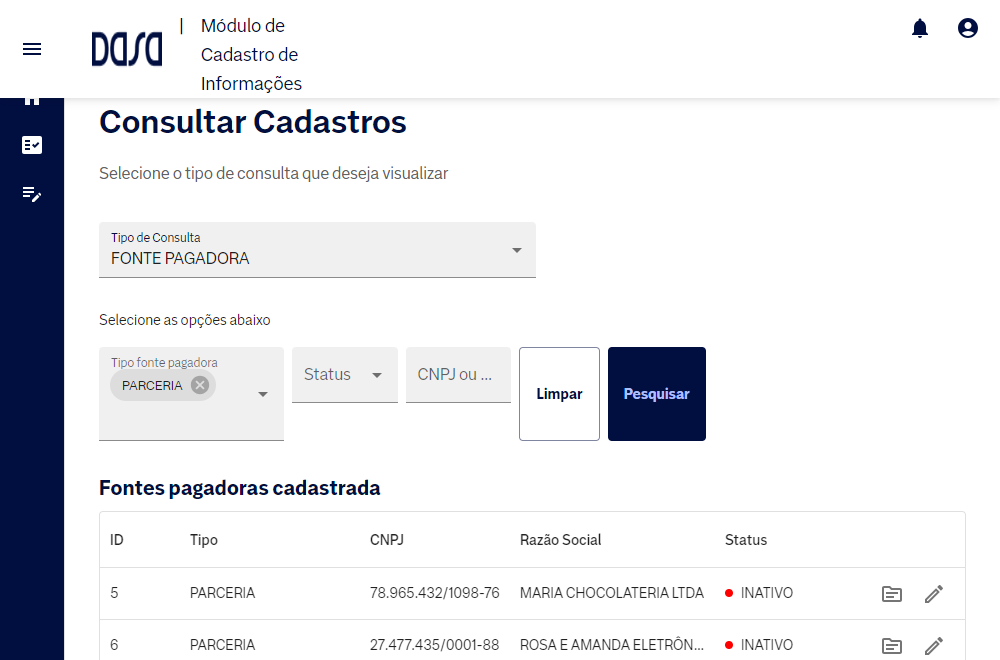 DASA
|
Módulo de
Cadastro de
Informações
Consultar Cadastros
Selecione o tipo de consulta que deseja visualizar
Tipo de Consulta
FONTE PAGADORA
Selecione as opções abaixo
Tipo fonte pagadora
PARCERIA
Status
CNPJ ou ...
Limpar
Pesquisar
Fontes pagadoras cadastrada
ID Tipo CNPJ Razão Social Status
5 PARCERIA 78.965.432/1098-76 MARIA CHOCOLATERIA LTDA INATIVO
6 PARCERIA 27.477.435/0001-88 ROSA E AMANDA ELETRÔN... INATIVO